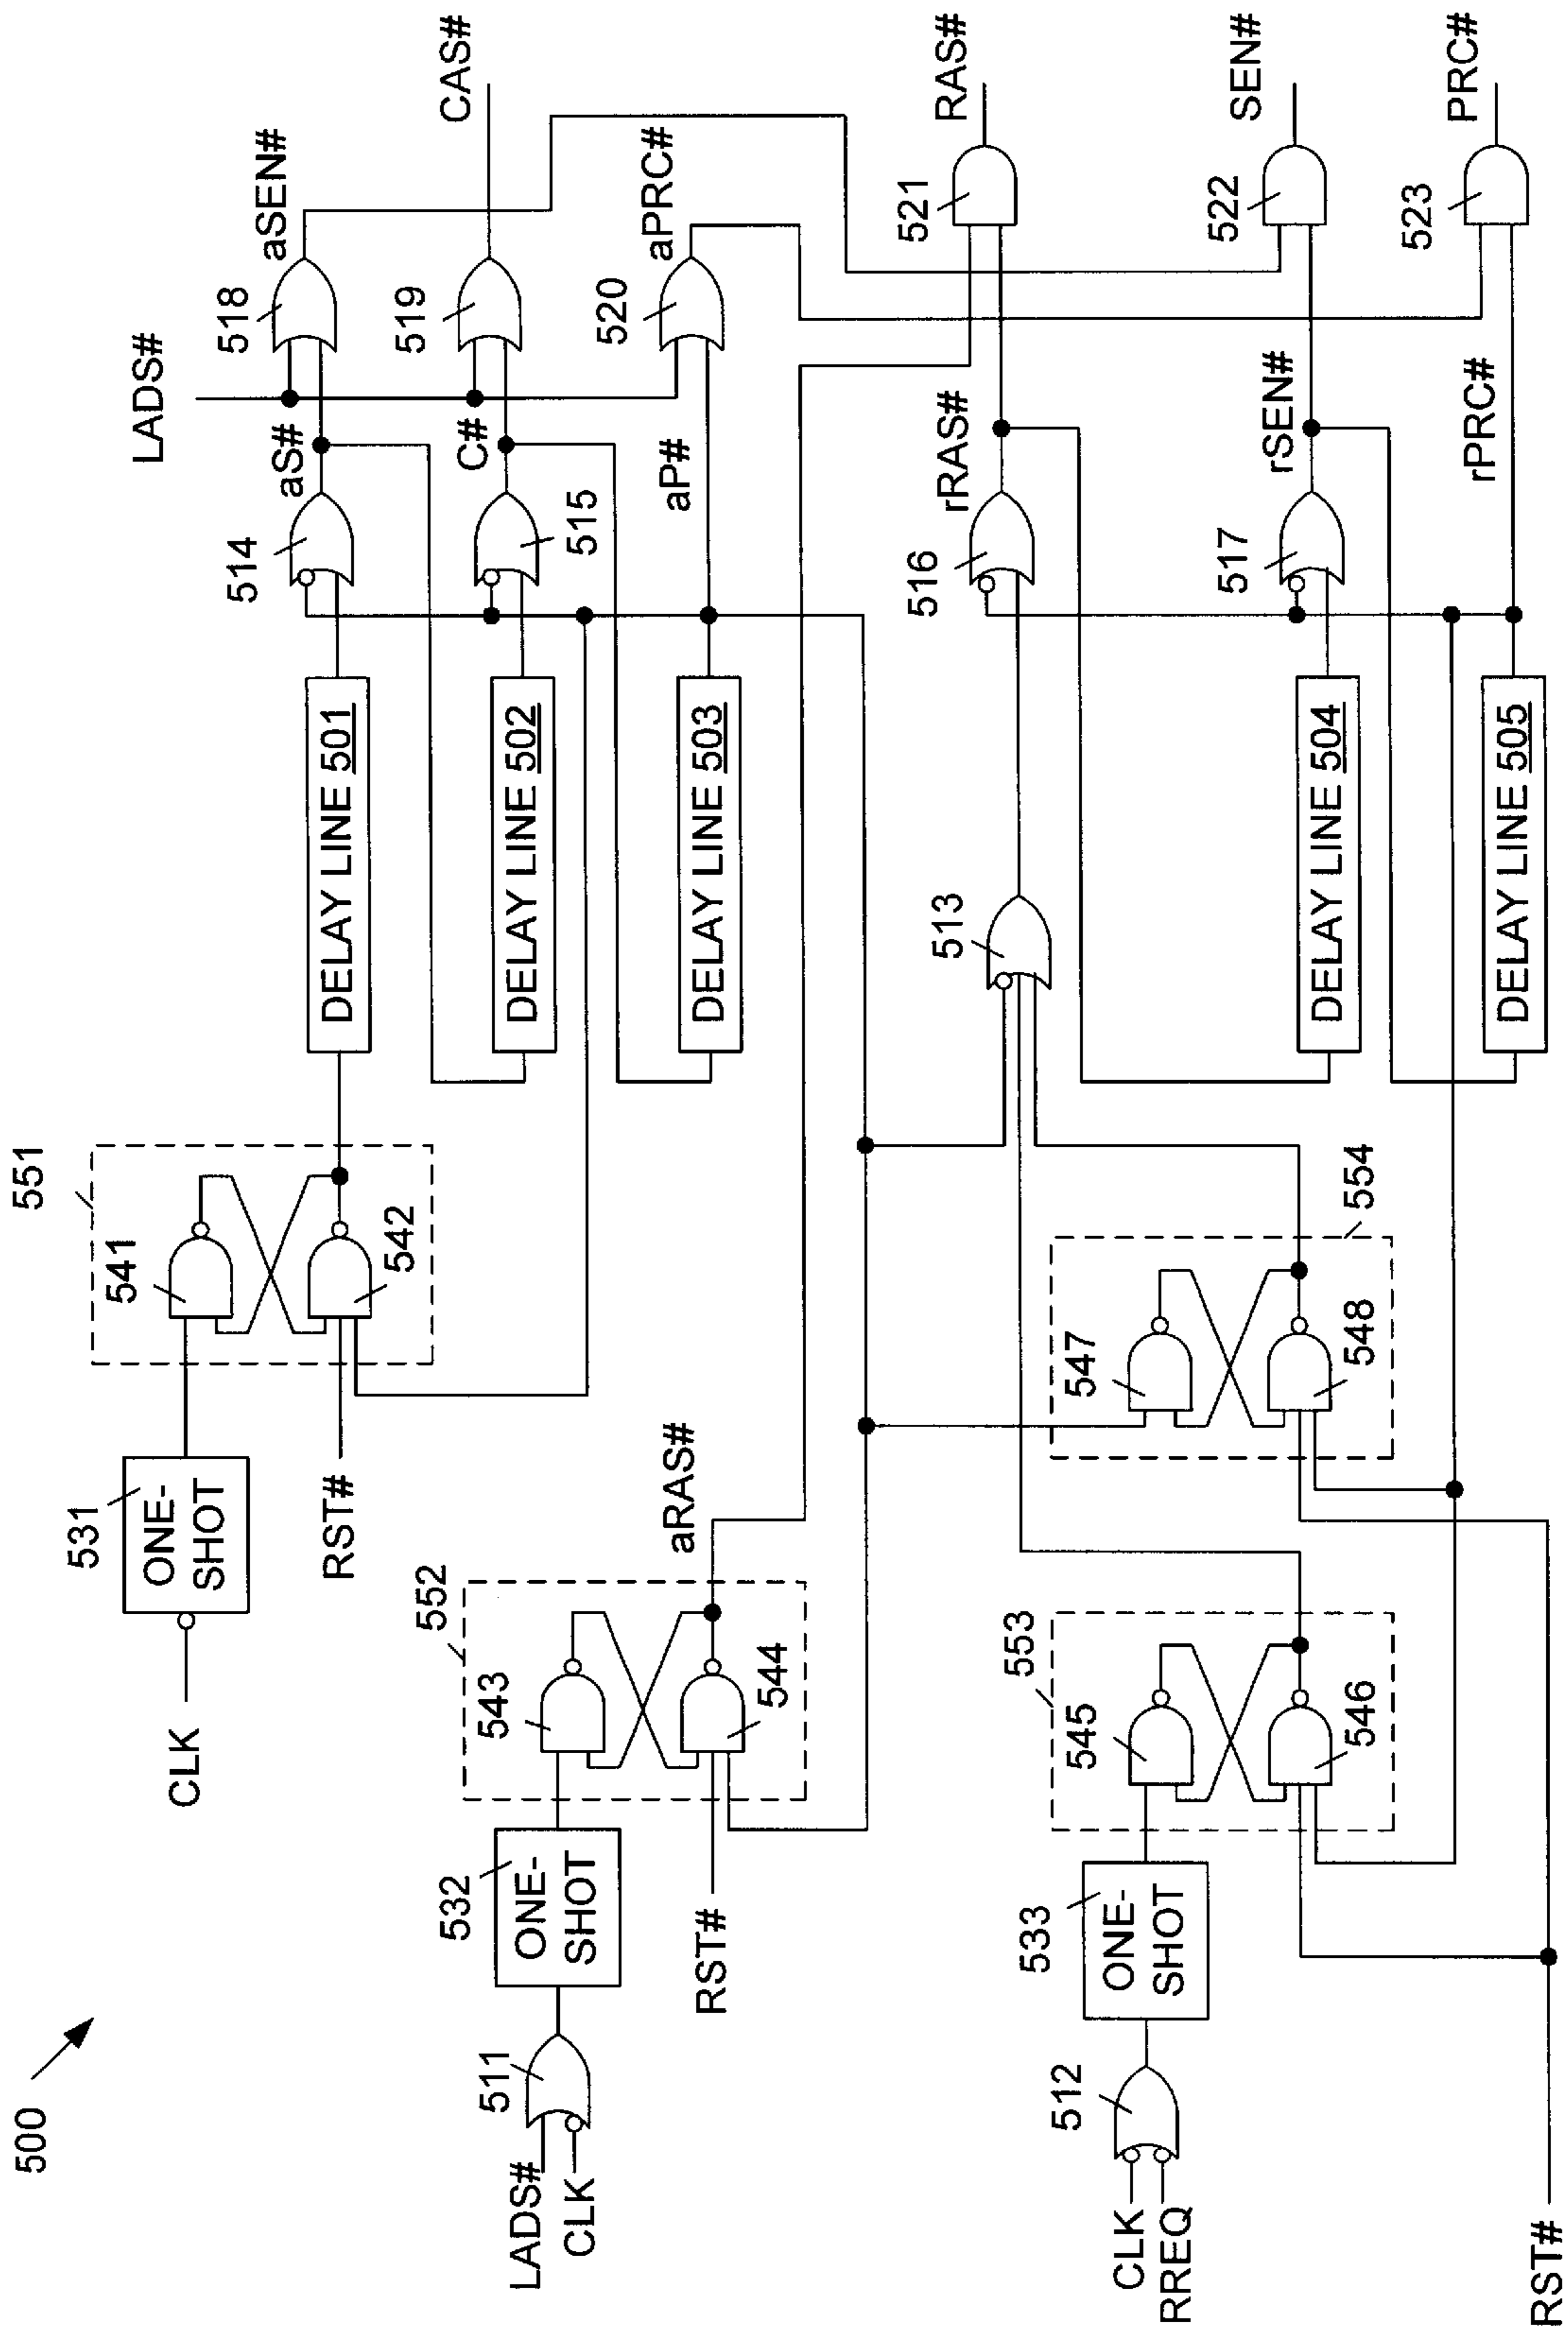 500
LADS#
CLK
511
532
ONE-
SHOT
RST#
552
543
544
aRAS#
CLK
531
ONE-
SHOT
RST#
551
541
542
DELAY LINE 501
DELAY LINE 502
DELAY LINE 503
514
aS#
515
C#
aP#
LADS#
518
aSEN#
519
CAS#
520
aPRC#
CLK
RREQ
512
533
ONE-
SHOT
RST#
553
545
546
547
548
554
513
DELAY LINE 504
DELAY LINE 505
516
rRAS#
517
rSEN#
rPRC#
521
RAS#
522
SEN#
523
PRC#